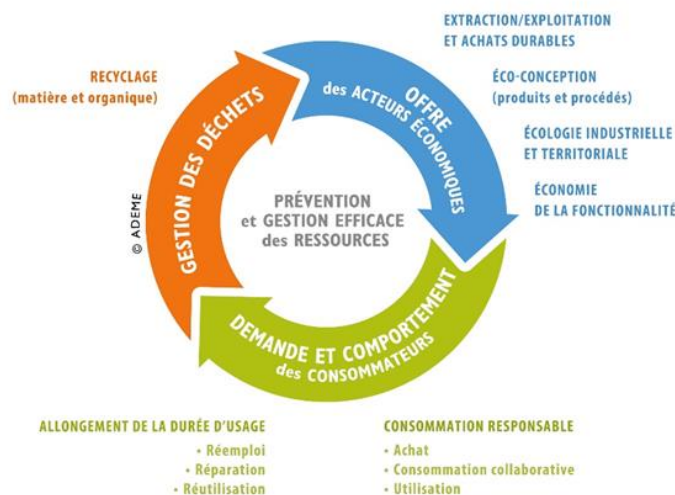 EXTRACTION/EXPLOITATION
ET ACHATS DURABLES
ÉCO-CONCEPTION
(produits et procédés)
ÉCOLOGIE INDUSTRIELLE
ET TERRITORIALE
ÉCONOMIE
DE LA FONCTIONNALITÉ
RECYCLAGE
(matière et organique)
OFFRE
des ACTEURS ÉCONOMIQUES
GESTION DES DÉCHETS
© ADEME
PRÉVENTION
et GESTION EFFICACE
des RESSOURCES
DEMANDE ET COMPORTEMENT
des CONSOMMATEURS
ALLONGEMENT DE LA DURÉE D'USAGE
• Réemploi
• Réparation
• Réutilisation
CONSOMMATION RESPONSABLE
• Achat
• Consommation collaborative
• Utilisation